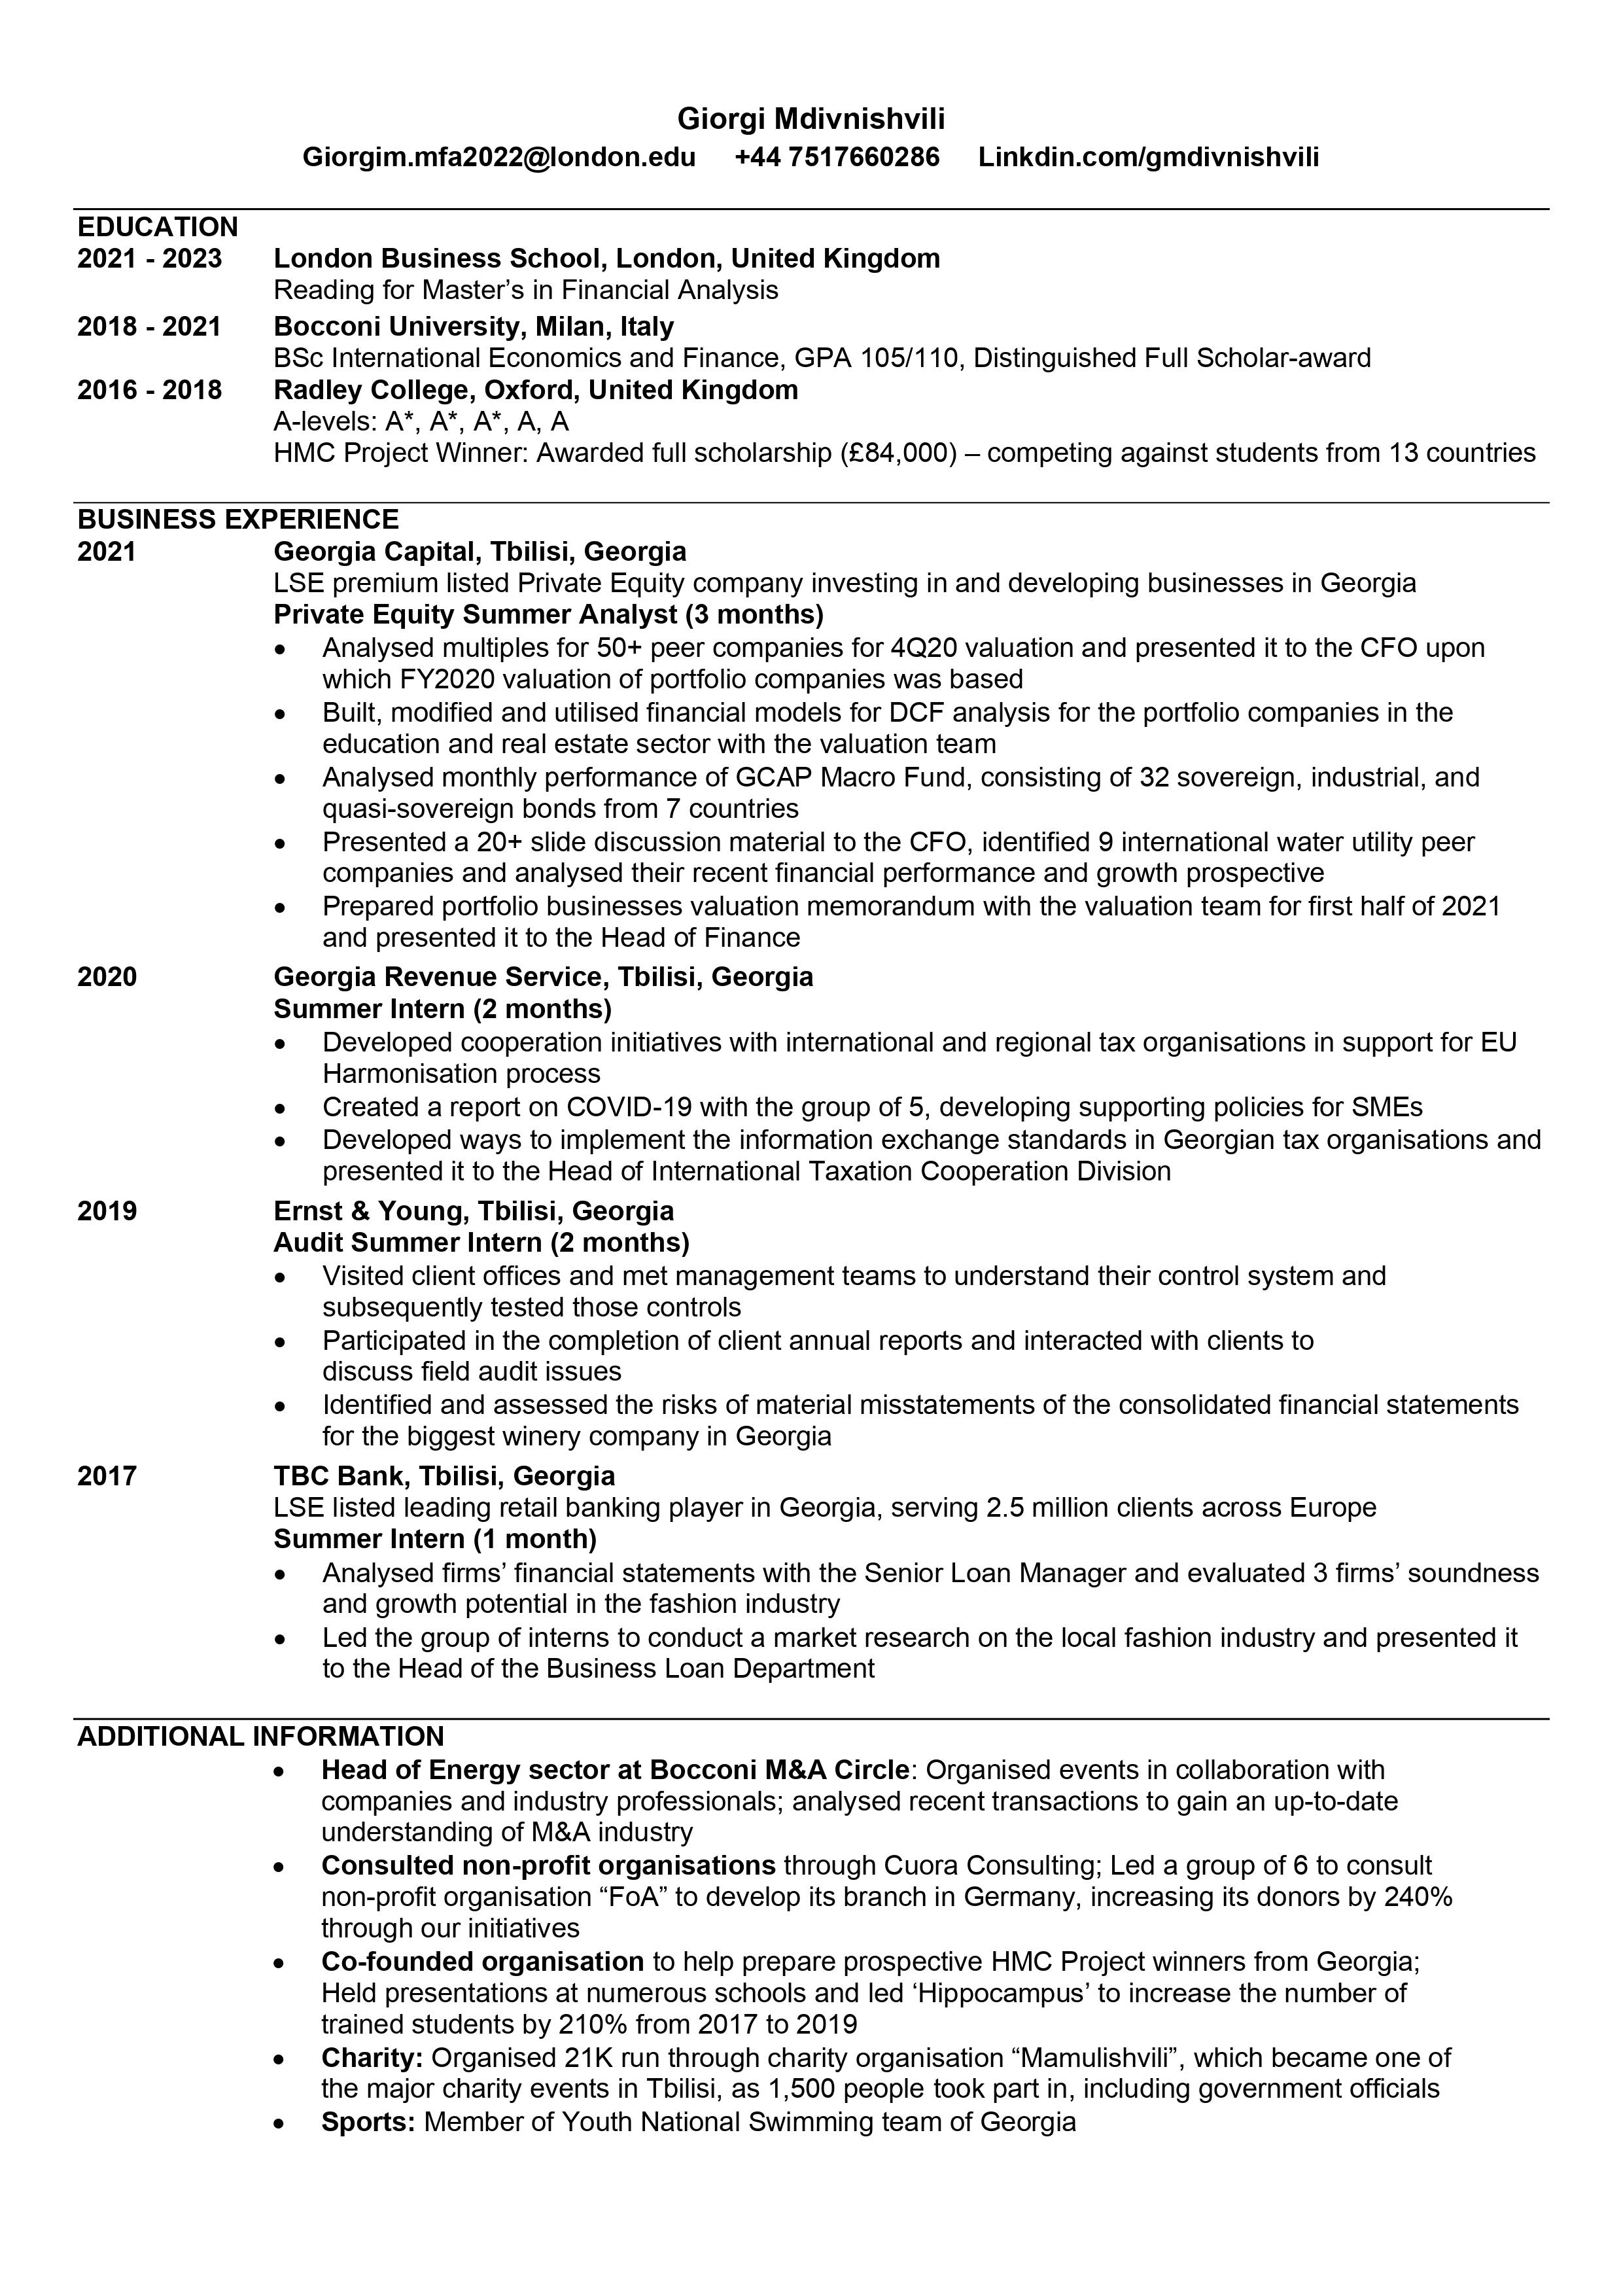 Giorgi Mdivnishvili
Giorgim.mfa2022@london.edu +44 7517660286 Linkdin.com/gmdivnishvili
EDUCATION
2021 - 2023 London Business School, London, United Kingdom
Reading for Master’s in Financial Analysis
2018 - 2021 Bocconi University, Milan, Italy
BSc International Economics and Finance, GPA 105/110, Distinguished Full Scholar-award
2016 - 2018 Radley College, Oxford, United Kingdom
A-levels: A*, A*, A*, A, A
HMC Project Winner: Awarded full scholarship (£84,000) – competing against students from 13 countries
BUSINESS EXPERIENCE
2021 Georgia Capital, Tbilisi, Georgia
LSE premium listed Private Equity company investing in and developing businesses in Georgia
Private Equity Summer Analyst (3 months)
• Analysed multiples for 50+ peer companies for 4Q20 valuation and presented it to the CFO upon
which FY2020 valuation of portfolio companies was based
• Built, modified and utilised financial models for DCF analysis for the portfolio companies in the
education and real estate sector with the valuation team
• Analysed monthly performance of GCAP Macro Fund, consisting of 32 sovereign, industrial, and
quasi-sovereign bonds from 7 countries
• Presented a 20+ slide discussion material to the CFO, identified 9 international water utility peer
companies and analysed their recent financial performance and growth prospective
• Prepared portfolio businesses valuation memorandum with the valuation team for first half of 2021
and presented it to the Head of Finance
2020 Georgia Revenue Service, Tbilisi, Georgia
Summer Intern (2 months)
• Developed cooperation initiatives with international and regional tax organisations in support for EU
Harmonisation process
• Created a report on COVID-19 with the group of 5, developing supporting policies for SMEs
• Developed ways to implement the information exchange standards in Georgian tax organisations and
presented it to the Head of International Taxation Cooperation Division
2019 Ernst & Young, Tbilisi, Georgia
Audit Summer Intern (2 months)
• Visited client offices and met management teams to understand their control system and
subsequently tested those controls
• Participated in the completion of client annual reports and interacted with clients to
discuss field audit issues
• Identified and assessed the risks of material misstatements of the consolidated financial statements
for the biggest winery company in Georgia
2017 TBC Bank, Tbilisi, Georgia
LSE listed leading retail banking player in Georgia, serving 2.5 million clients across Europe
Summer Intern (1 month)
• Analysed firms’ financial statements with the Senior Loan Manager and evaluated 3 firms’ soundness
and growth potential in the fashion industry
• Led the group of interns to conduct a market research on the local fashion industry and presented it
to the Head of the Business Loan Department
ADDITIONAL INFORMATION
• Head of Energy sector at Bocconi M&A Circle: Organised events in collaboration with
companies and industry professionals; analysed recent transactions to gain an up-to-date
understanding of M&A industry
• Consulted non-profit organisations through Cuora Consulting; Led a group of 6 to consult
non-profit organisation “FoA” to develop its branch in Germany, increasing its donors by 240%
through our initiatives
• Co-founded organisation to help prepare prospective HMC Project winners from Georgia;
Held presentations at numerous schools and led ‘Hippocampus’ to increase the number of
trained students by 210% from 2017 to 2019
• Charity: Organised 21K run through charity organisation “Mamulishvili”, which became one of
the major charity events in Tbilisi, as 1,500 people took part in, including government officials
• Sports: Member of Youth National Swimming team of Georgia